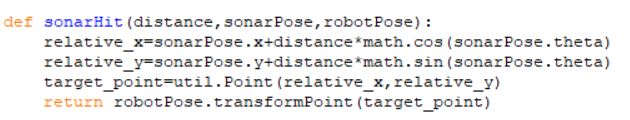 def sonarHit(distance,sonarPose,robotPose):
    relative_x=sonarPose.x+distance*math.cos(sonarPose.theta)
    relative_y=sonarPose.y+distance*math.sin(sonarPose.theta)
    target_point=util.Point(relative_x,relative_y)
    return robotPose.transformPoint(target_point)